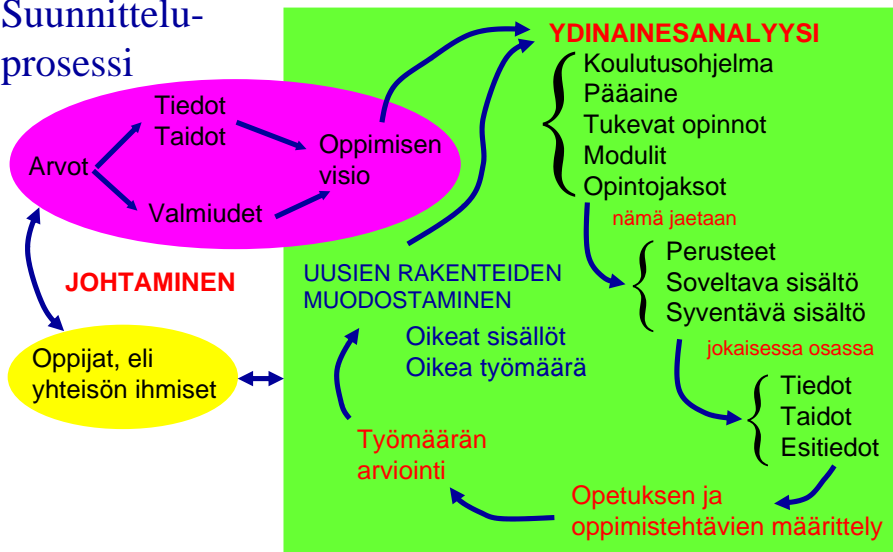 Suunnittelu-
prosessi
Arvot
Tiedot
Taidot
Valmiudet
Oppimisen
visio
JOHTAMINEN
Oppijat, eli
yhteisön ihmiset
YDINAINESANALYYSI
Koulutusohjelma
Pääaine
Tukevat opinnot
Modulit
Opintojaksot
nämä jaetaan
Perusteet
Soveltava sisältö
Syventävä sisältö
jokaisessa osassa
Tiedot
Taidot
Esitiedot
Opetuksen ja
oppimistehtävien määrittely
Työmäärän
arviointi
UUSIEN RAKENTEIDEN
MUODOSTAMINEN
Oikeat sisällöt
Oikea työmäärä